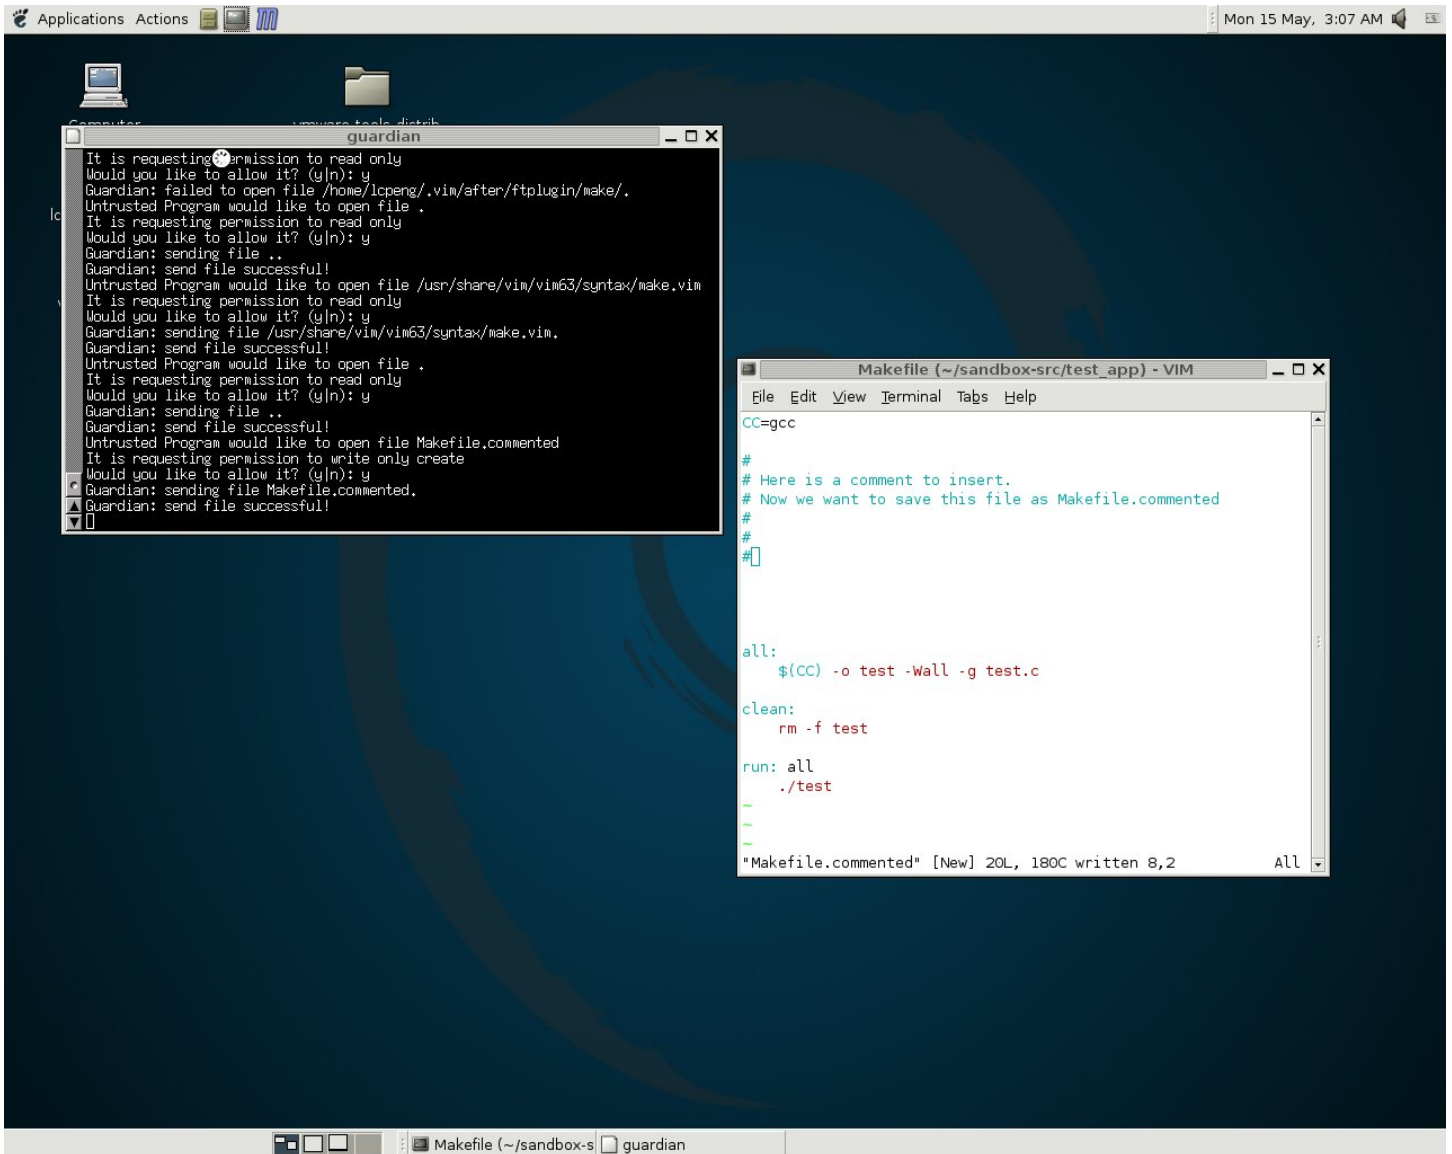 Applications Actions
Mon 15 May, 3:07 AM
Computer
vmware-tools-distrib
guardian
It is requesting permission to read only
Would you like to allow it? (y|n): y
Guardian: failed to open file /home/lcpeng/.vim/after/ftplugin/make/.
Untrusted Program would like to open file .
It is requesting permission to read only
Would you like to allow it? (y|n): y
Guardian: sending file ..
Guardian: send file successful!
Untrusted Program would like to open file /usr/share/vim/vim63/syntax/make.vim
It is requesting permission to read only
Would you like to allow it? (y|n): y
Guardian: sending file /usr/share/vim/vim63/syntax/make.vim.
Guardian: send file successful!
Untrusted Program would like to open file .
It is requesting permission to read only
Would you like to allow it? (y|n): y
Guardian: sending file ..
Guardian: send file successful!
Untrusted Program would like to open file Makefile.commented
It is requesting permission to write only create
Would you like to allow it? (y|n): y
Guardian: sending file Makefile.commented.
Guardian: send file successful!
Makefile (~/sandbox-src/test_app) - VIM
File Edit View Terminal Tabs Help
CC=gcc
#
# Here is a comment to insert.
# Now we want to save this file as Makefile.commented
#
#
#
all:
$(CC) -o test -Wall -g test.c
clean:
rm -f test
run: all
./test
~
~
~
"Makefile.commented" [New] 20L, 180C written 8,2 All
Makefile (~/sandbox-s
guardian